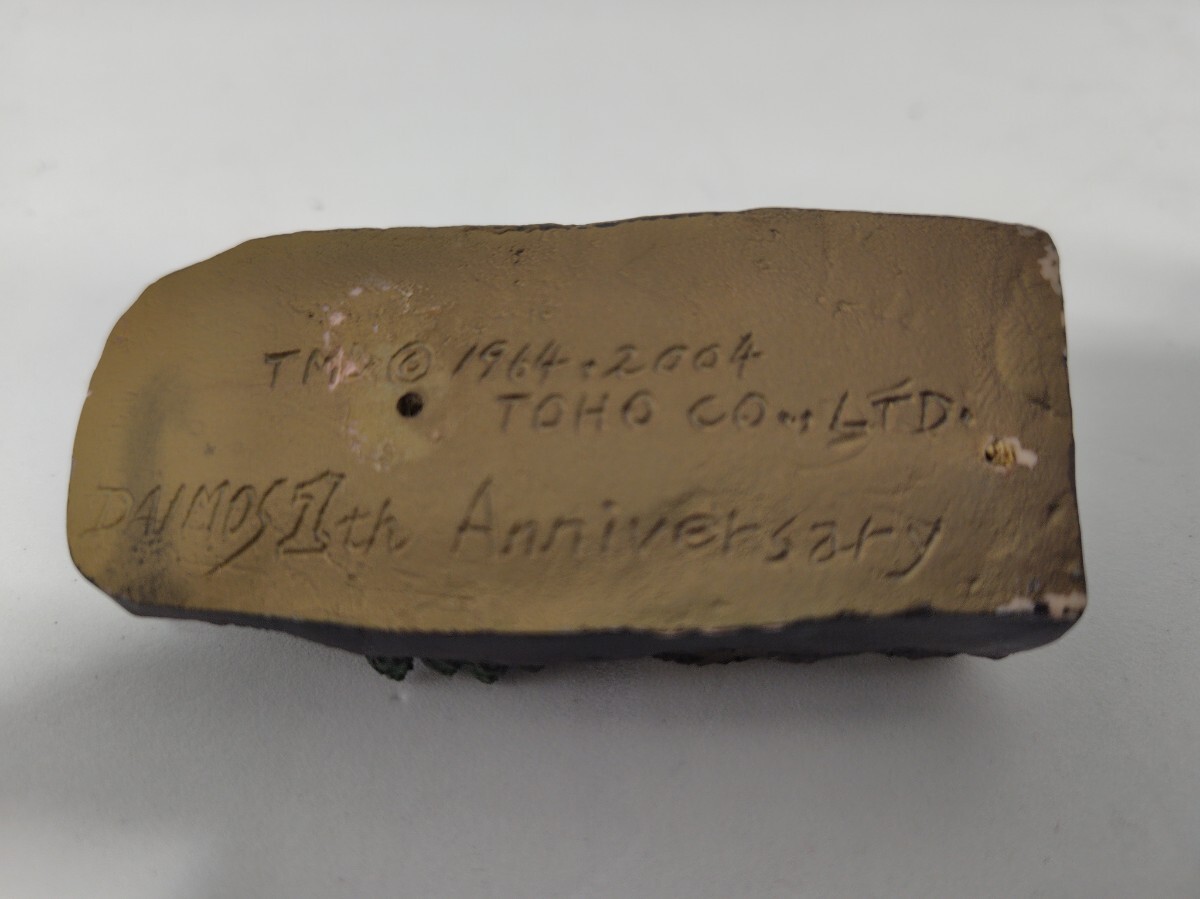 TM & © 1964.2004
TOHO CO., LTD.
DAIMOS 1th Anniversary